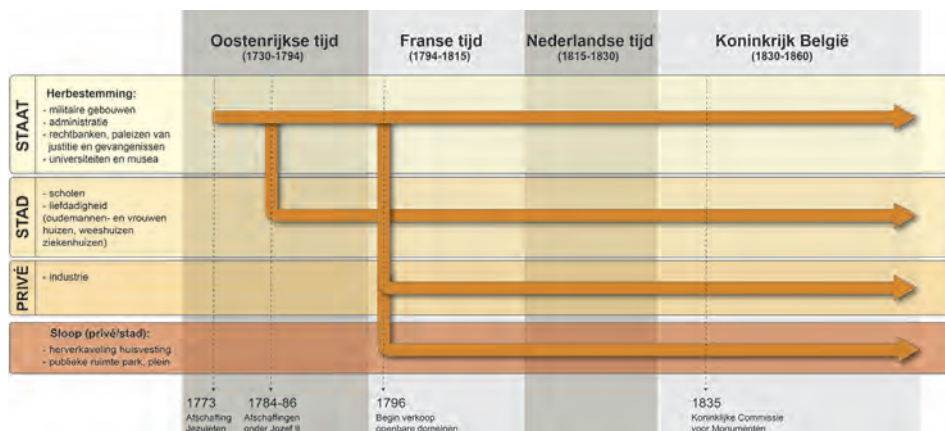 Oostenrijkse tijd
(1730-1794)
Franse tijd
(1794-1815)
Nederlandse tijd
(1815-1830)
Koninkrijk België
(1830-1860)
STAAT
Herbestemming:
- militaire gebouwen
- administratie
- rechtbanken, paleizen van
justitie en gevangenissen
- universiteiten en musea
STAD
- scholen
- liefdadigheid
(oudemannen- en vrouwen
huizen, weeshuizen
ziekenhuizen)
PRIVÉ
- industrie
Sloop (privé/stad):
- herverkaveling huisvesting
- publieke ruimte park, plein
1773
Afschaffing
Jezuïeten
1784-86
Afschaffingen
onder Jozef II
1796
Begin verkoop
openbare domeinen
1835
Koninklijke Commissie
voor Monumenten